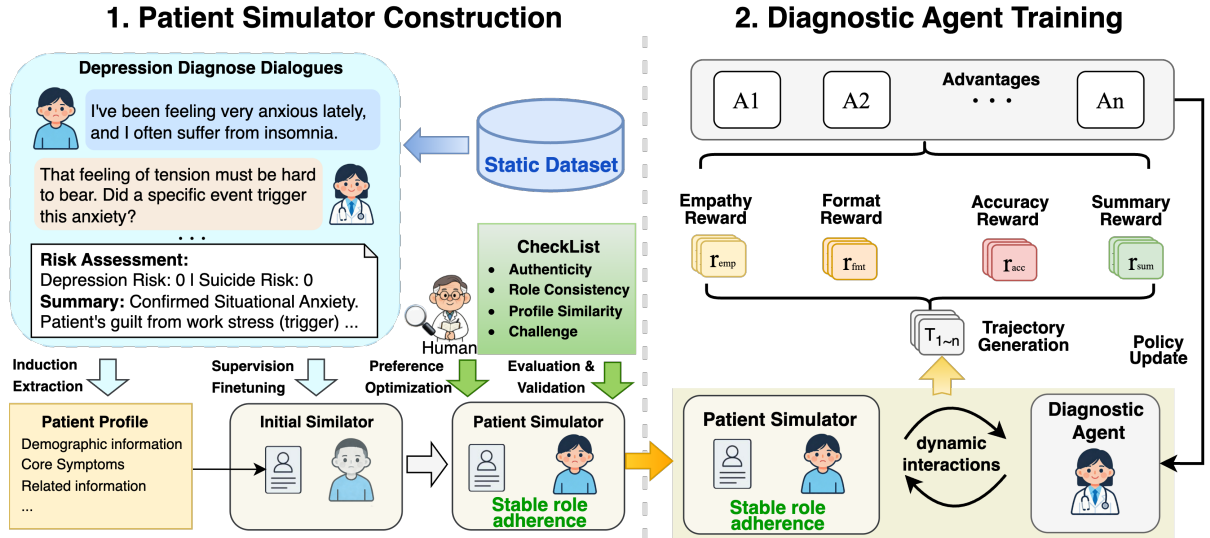 1. Patient Simulator Construction
Depression Diagnose Dialogues
I've been feeling very anxious lately,
and I often suffer from insomnia.
That feeling of tension must be hard
to bear. Did a specific event trigger
this anxiety?
...
Risk Assessment:
Depression Risk: 0 | Suicide Risk: 0
Summary: Confirmed Situational Anxiety.
Patient's guilt from work stress (trigger) ...
Static Dataset
CheckList
• Authenticity
• Role Consistency
• Profile Similarity
• Challenge
Human
Induction
Extraction
Supervision
Finetuning
Preference
Optimization
Evaluation &
Validation
Patient Profile
Demographic information
Core Symptoms
Related information
...
Initial Similator
Patient Simulator
Stable role
adherence
2. Diagnostic Agent Training
Advantages
A1
A2
. . .
An
Empathy
Reward
Format
Reward
Accuracy
Reward
Summary
Reward
r emp
r fmt
r acc
r sum
T1~n
Trajectory
Generation
Policy
Update
Patient Simulator
Stable role
adherence
dynamic
interactions
Diagnostic
Agent